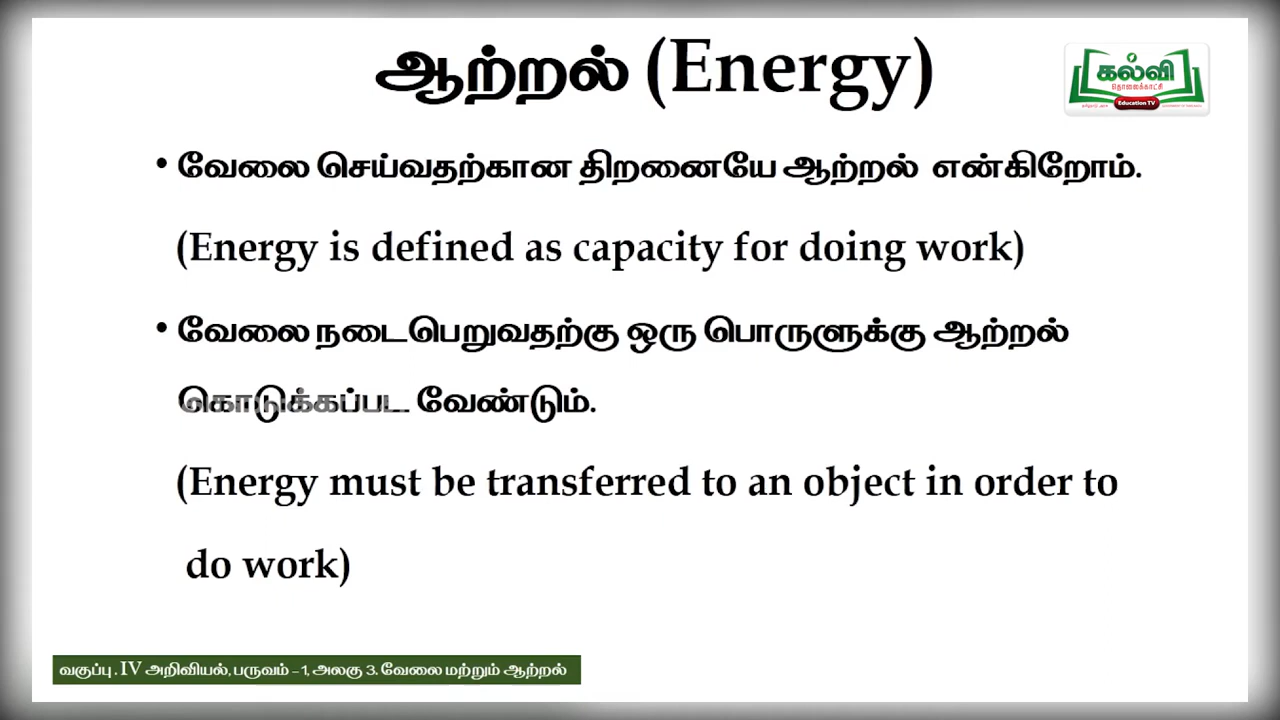 ஆற்றல் (Energy)
கல்வி
தொலைக்காட்சி
Education TV
• வேலை செய்வதற்கான திறனையே ஆற்றல் என்கிறோம்.
(Energy is defined as capacity for doing work)
• வேலை நடைபெறுவதற்கு ஒரு பொருளுக்கு ஆற்றல்
கொடுக்கப்பட வேண்டும்.
(Energy must be transferred to an object in order to
do work)
வகுப்பு . IV அறிவியல், பருவம் – 1, அலகு 3. வேலை மற்றும் ஆற்றல்